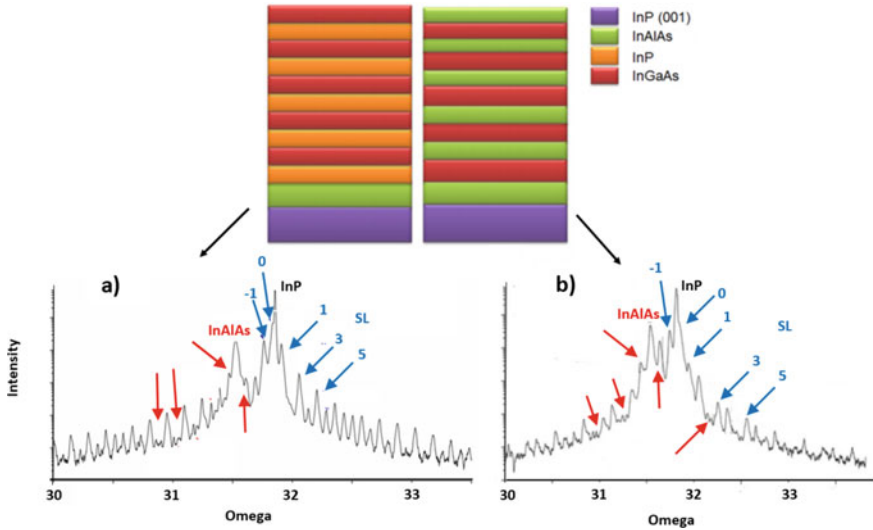 InP (001)
InAlAs
InP
InGaAs
a)
0
InP
-1
1
SL
InAlAs
3
5
Intensity
30
31
32
33
Omega
b)
-1
InP
0
InAlAs
1
SL
3
5
30
31
32
33
Omega